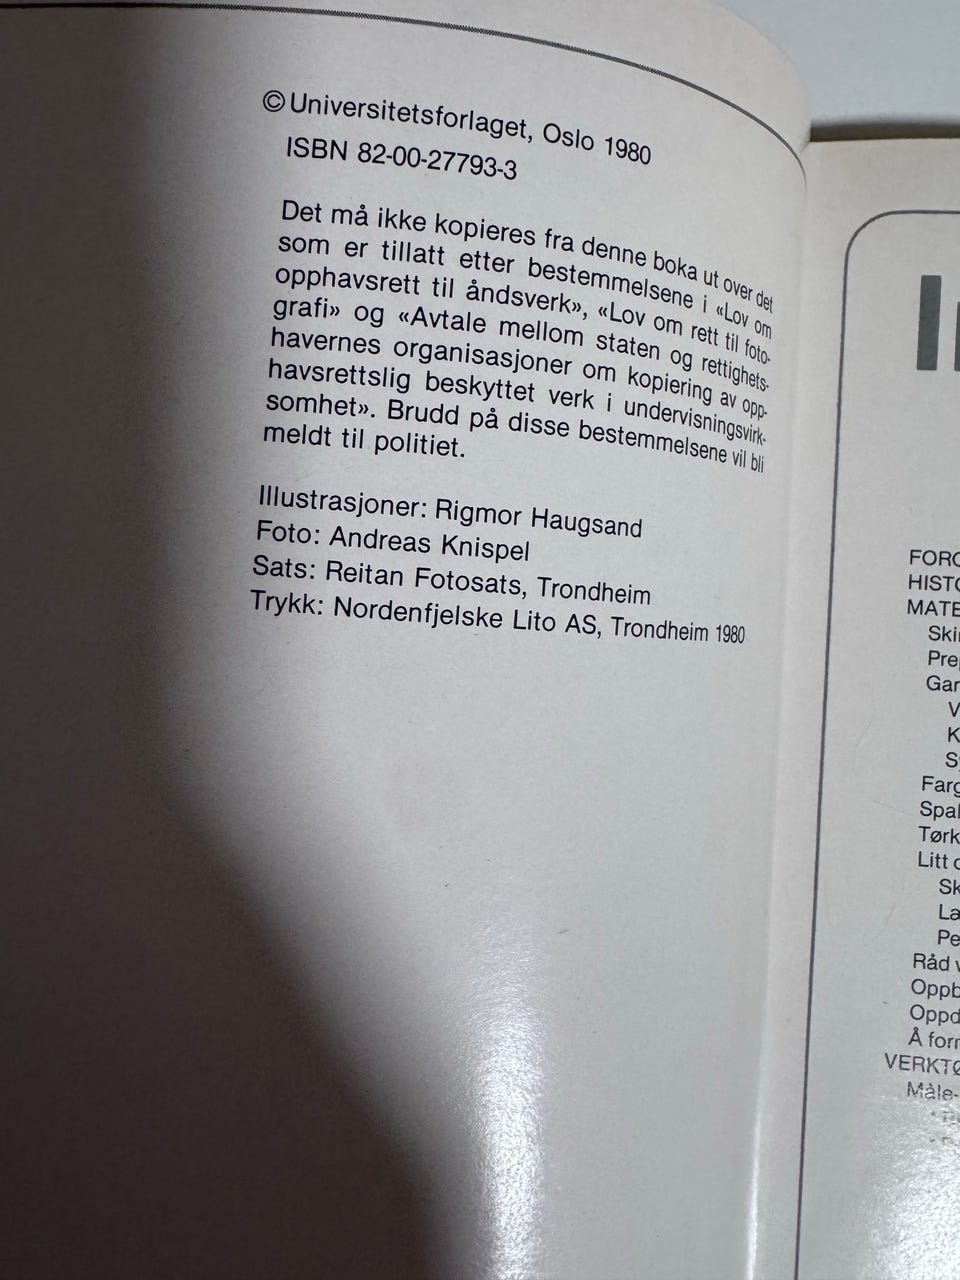 © Universitetsforlaget, Oslo 1980
ISBN 82-00-27793-3
Det må ikke kopieres fra denne boka ut over det
som er tillatt etter bestemmelsene i «Lov om
opphavsrett til åndsverk», «Lov om rett til foto-
grafi» og «Avtale mellom staten og rettighets-
havernes organisasjoner om kopiering av opp-
havsrettslig beskyttet verk i undervisningsvirk-
somhet». Brudd på disse bestemmelsene vil bli
meldt til politiet.
Illustrasjoner: Rigmor Haugsand
Foto: Andreas Knispel
Sats: Reitan Fotosats, Trondheim
Trykk: Nordenfjelske Lito AS, Trondheim 1980
Råd
Litt
Å
Måle-